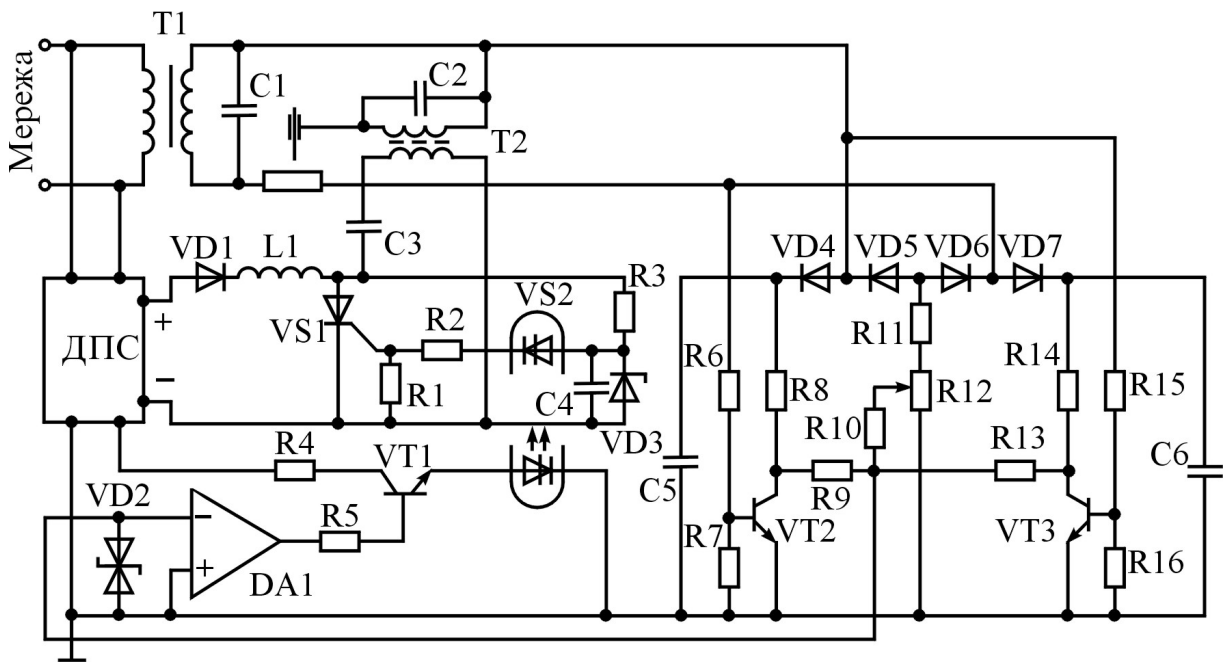 T1
Мережа
C1
C2
T2
C3
VD1
L1
R3
VD4
VD5
VD6
VD7
+
ДПС
−
VS1
R2
VS2
R1
C4
VD3
R6
R8
R11
R12
R10
R14
R15
R4
VT1
C5
R9
R13
C6
VD2
−
+
DA1
R5
R7
VT2
VT3
R16